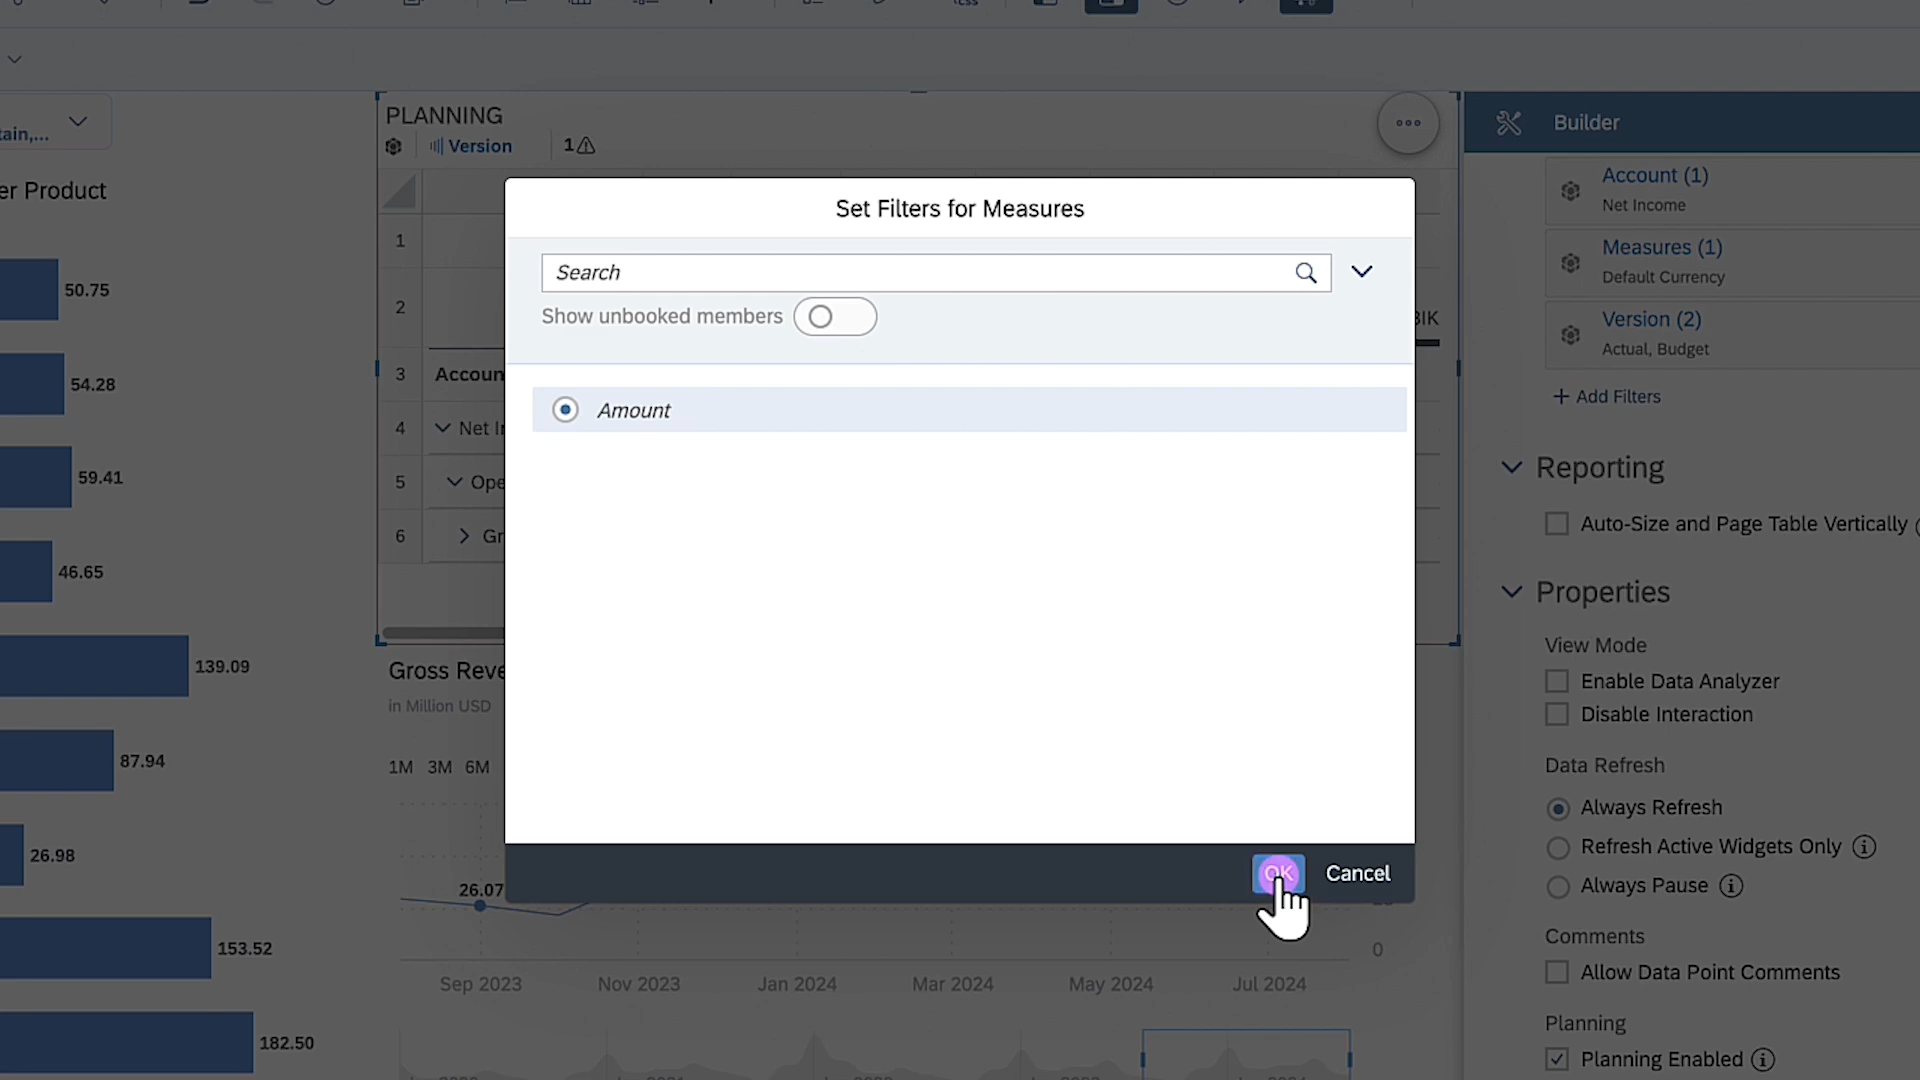 tain,...
er Product
50.75
54.28
59.41
46.65
139.09
87.94
26.98
153.52
182.50
PLANNING
Version
1
1
2
3
Accoun
4
Net I
5
Ope
6
Gr
BIK
Gross Reve
in Million USD
1M 3M 6M
26.07
0
Sep 2023
Nov 2023
Jan 2024
Mar 2024
May 2024
Jul 2024
Set Filters for Measures
Search
Show unbooked members
Amount
OK
Cancel
Builder
Account (1)
Net Income
Measures (1)
Default Currency
Version (2)
Actual, Budget
+ Add Filters
Reporting
Auto-Size and Page Table Vertically
Properties
View Mode
Enable Data Analyzer
Disable Interaction
Data Refresh
Always Refresh
Refresh Active Widgets Only
Always Pause
Comments
Allow Data Point Comments
Planning
Planning Enabled